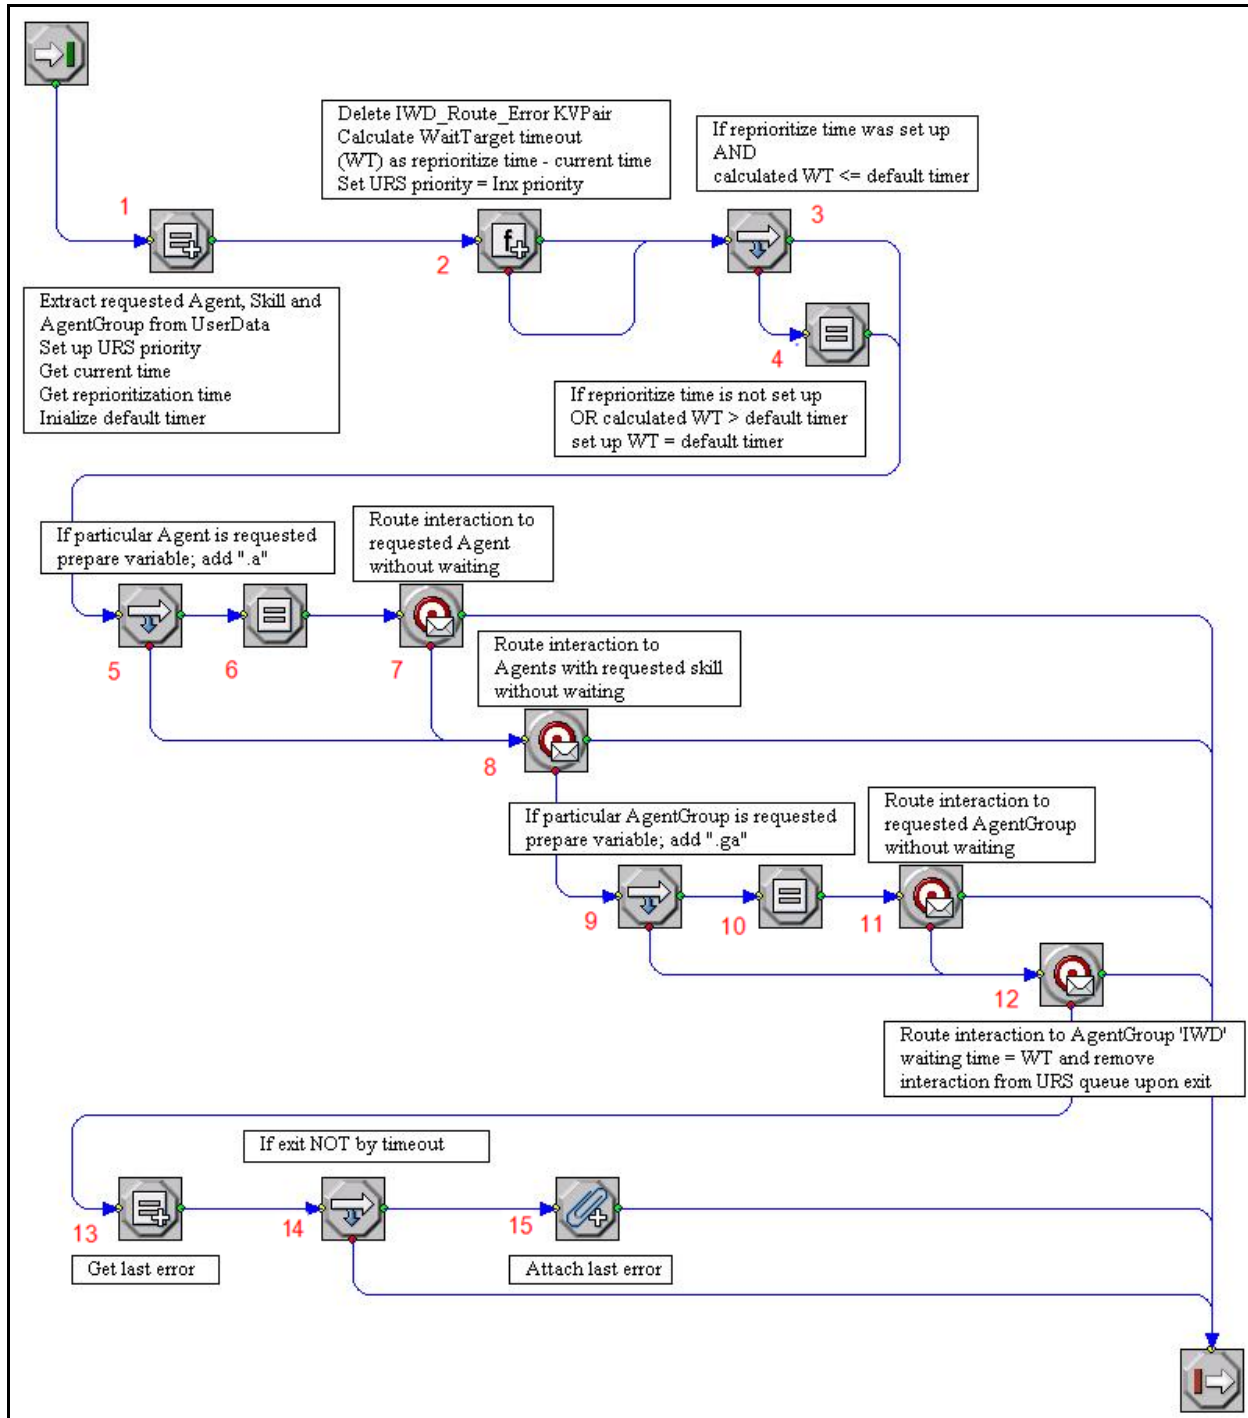 Delete IWD_Route_Error KVPair
Calculate WaitTarget timeout
(WT) as reprioritize time - current time
Set URS priority = Inx priority
If reprioritize time was set up
AND
calculated WT <= default timer
1
2
3
Extract requested Agent, Skill and
AgentGroup from UserData
Set up URS priority
Get current time
Get reprioritization time
Inialize default timer
4
If reprioritize time is not set up
OR calculated WT > default timer
set up WT = default timer
If particular Agent is requested
prepare variable; add ".a"
Route interaction to
requested Agent
without waiting
5
6
7
Route interaction to
Agents with requested skill
without waiting
8
If particular AgentGroup is requested
prepare variable; add ".ga"
Route interaction to
requested AgentGroup
without waiting
9
10
11
12
Route interaction to AgentGroup 'IWD'
waiting time = WT and remove
interaction from URS queue upon exit
If exit NOT by timeout
13
14
15
Get last error
Attach last error